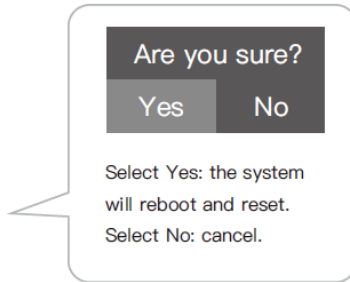 Are you sure?
Yes No
Select Yes: the system
will reboot and reset.
Select No: cancel.